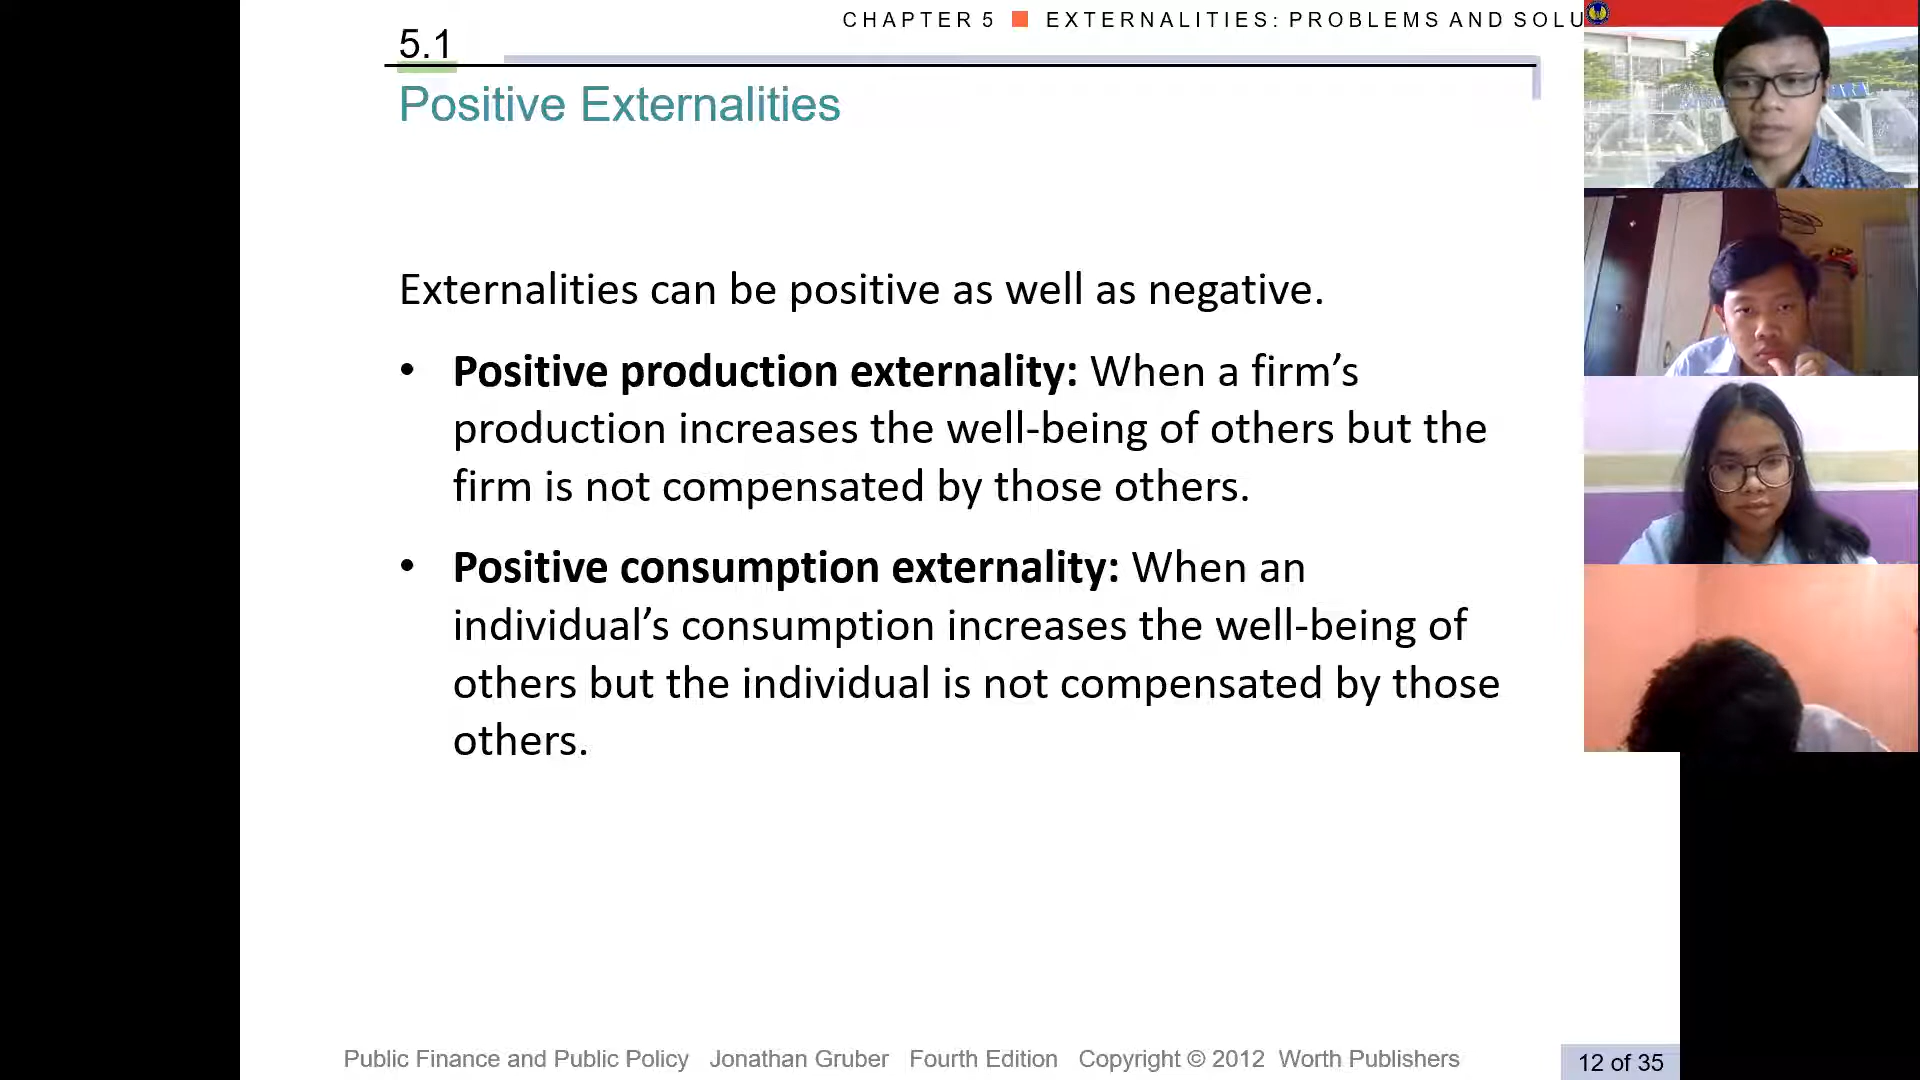 CHAPTER 5 ■ EXTERNALITIES: PROBLEMS AND SOLU
5.1
Positive Externalities
Externalities can be positive as well as negative.
• Positive production externality: When a firm’s
production increases the well-being of others but the
firm is not compensated by those others.
• Positive consumption externality: When an
individual’s consumption increases the well-being of
others but the individual is not compensated by those
others.
Public Finance and Public Policy Jonathan Gruber Fourth Edition Copyright © 2012 Worth Publishers
12 of 35